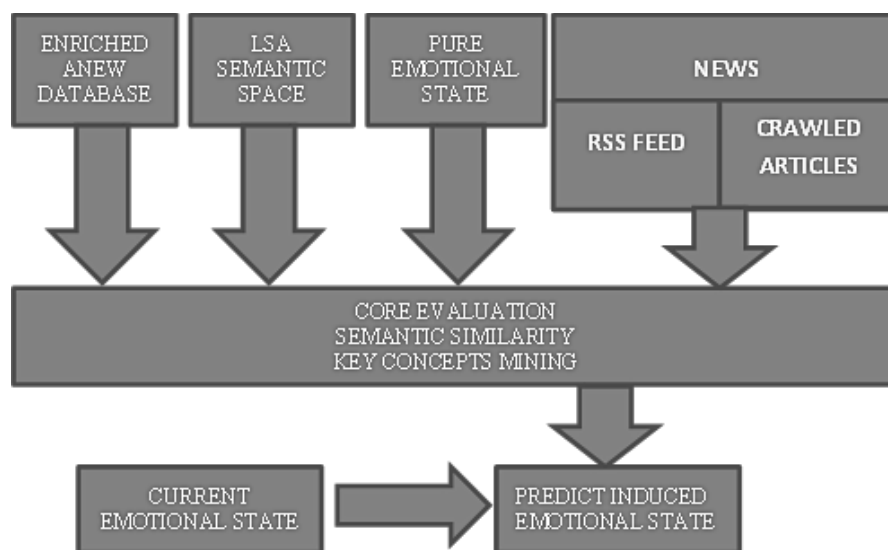 ENRICHED
ANEW
DATABASE
LSA
SEMANTIC
SPACE
PURE
EMOTIONAL
STATE
NEWS
RSS FEED
CRAWLED
ARTICLES
CORE EVALUATION
SEMANTIC SIMILARITY
KEY CONCEPTS MINING
CURRENT
EMOTIONAL STATE
PREDICT INDUCED
EMOTIONAL STATE